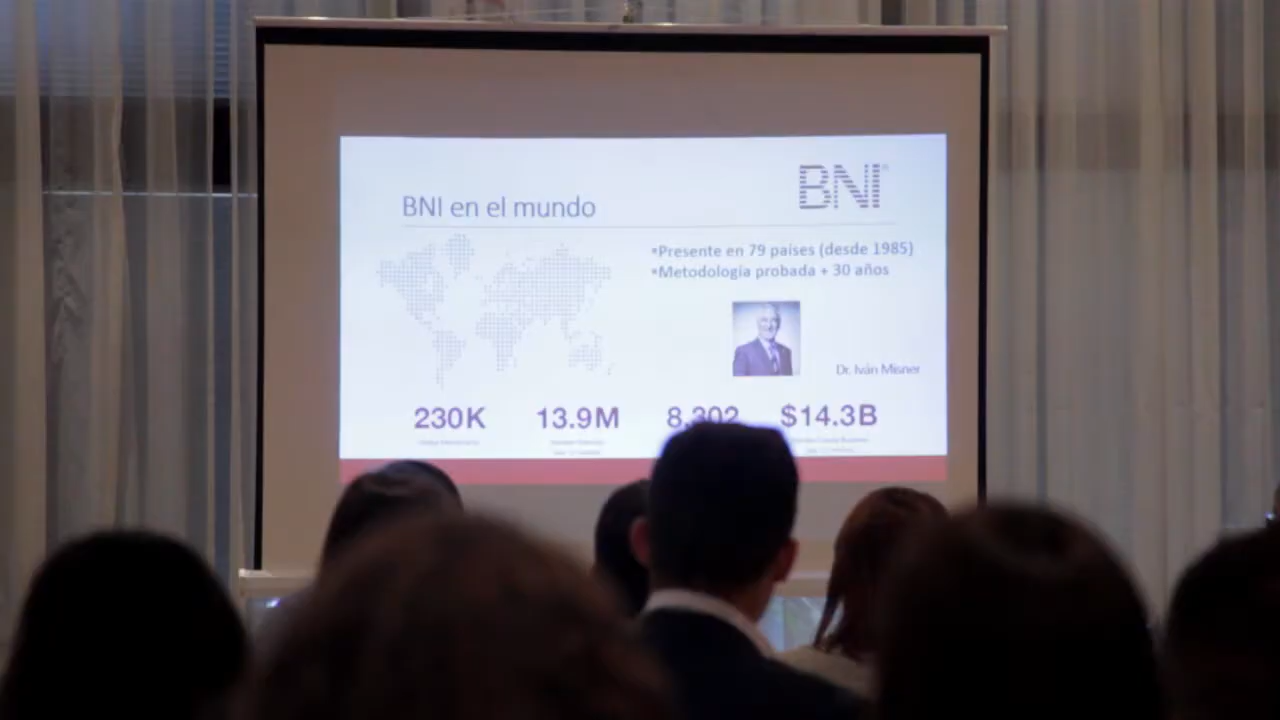 BNI
BNI en el mundo
▪Presente en 79 países (desde 1985)
▪Metodología probada + 30 años
Dr. Iván Misner
230K 13.9M 8,302 $14.3B